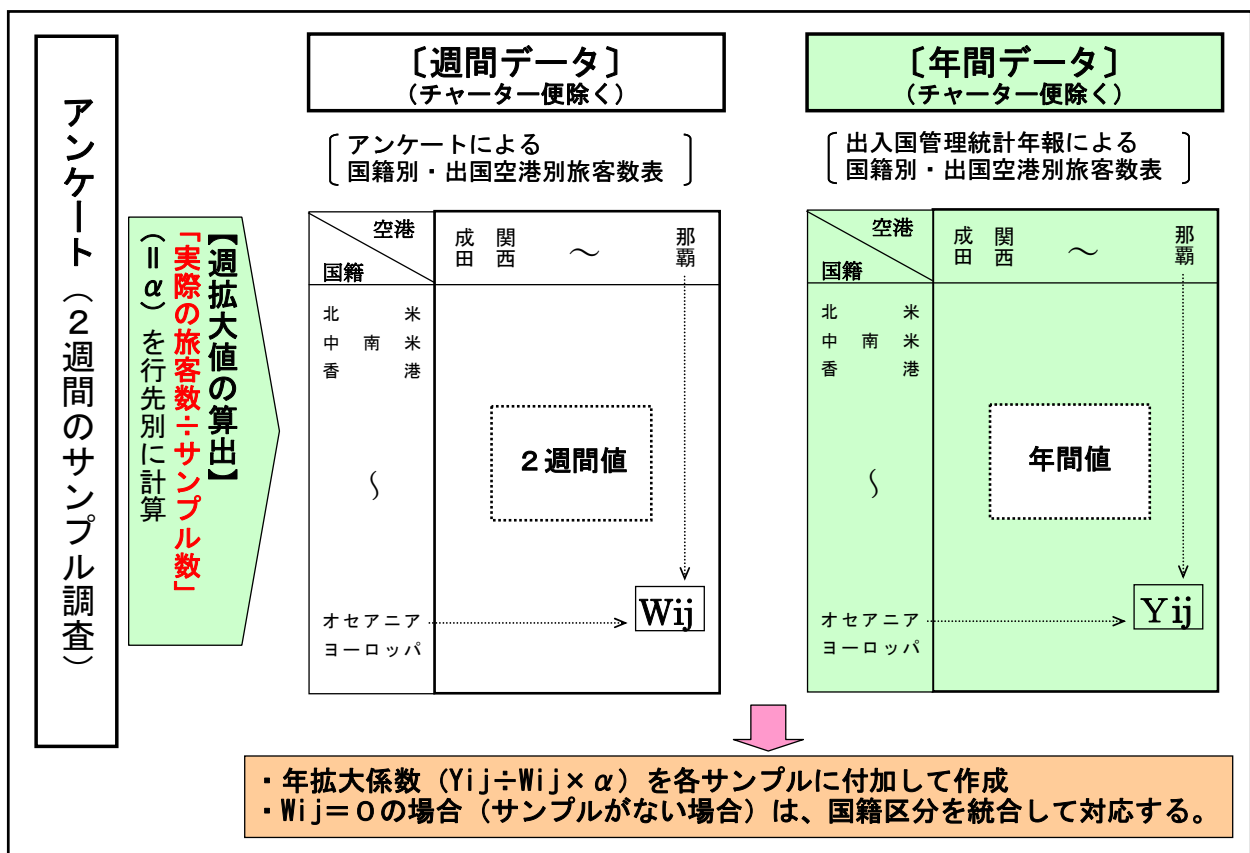 アンケート（２週間のサンプル調査）
【週拡大値の算出】
「実際の旅客数÷サンプル数」
（＝α）を行先別に計算
〔週間データ〕
（チャーター便除く）
アンケートによる
国籍別・出国空港別旅客数表
空港
国籍
成田
関西
～
那覇
北米
中南米
香港
～
２週間値
Wij
オセアニア
ヨーロッパ
〔年間データ〕
（チャーター便除く）
出入国管理統計年報による
国籍別・出国空港別旅客数表
空港
国籍
成田
関西
～
那覇
北米
中南米
香港
～
年間値
Yij
オセアニア
ヨーロッパ
・年拡大係数（Yij÷Wij×α）を各サンプルに付加して作成
・Wij＝０の場合（サンプルがない場合）は、国籍区分を統合して対応する。